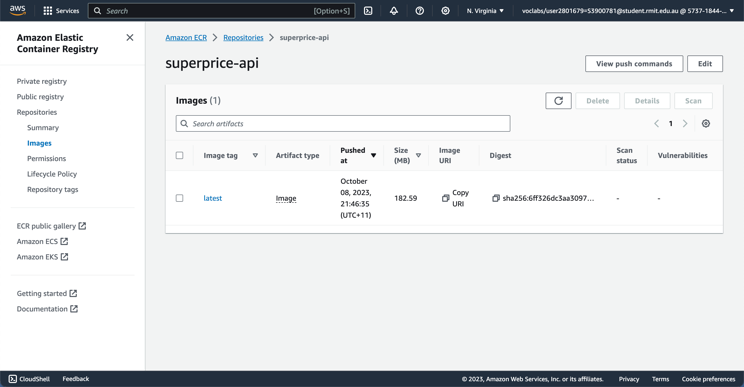 aws
Services
Search
[Option+S]
N. Virginia
voclabs/user2801679=S3900781@student.rmit.edu.au @ 5737-1844-...
Amazon Elastic
Container Registry
Private registry
Public registry
Repositories
Summary
Images
Permissions
Lifecycle Policy
Repository tags
ECR public gallery
Amazon ECS
Amazon EKS
Getting started
Documentation
Amazon ECR
Repositories
superprice-api
superprice-api
View push commands
Edit
Images (1)
Delete
Details
Scan
Search artifacts
1
Image tag
Artifact type
Pushed
at
Size
(MB)
Image
URI
Digest
Scan
status
Vulnerabilities
latest
Image
October
08, 2023,
21:46:35
(UTC+11)
182.59
Copy
URI
sha256:6ff326dc3aa3097...
-
-
CloudShell
Feedback
© 2023, Amazon Web Services, Inc. or its affiliates.
Privacy
Terms
Cookie preferences